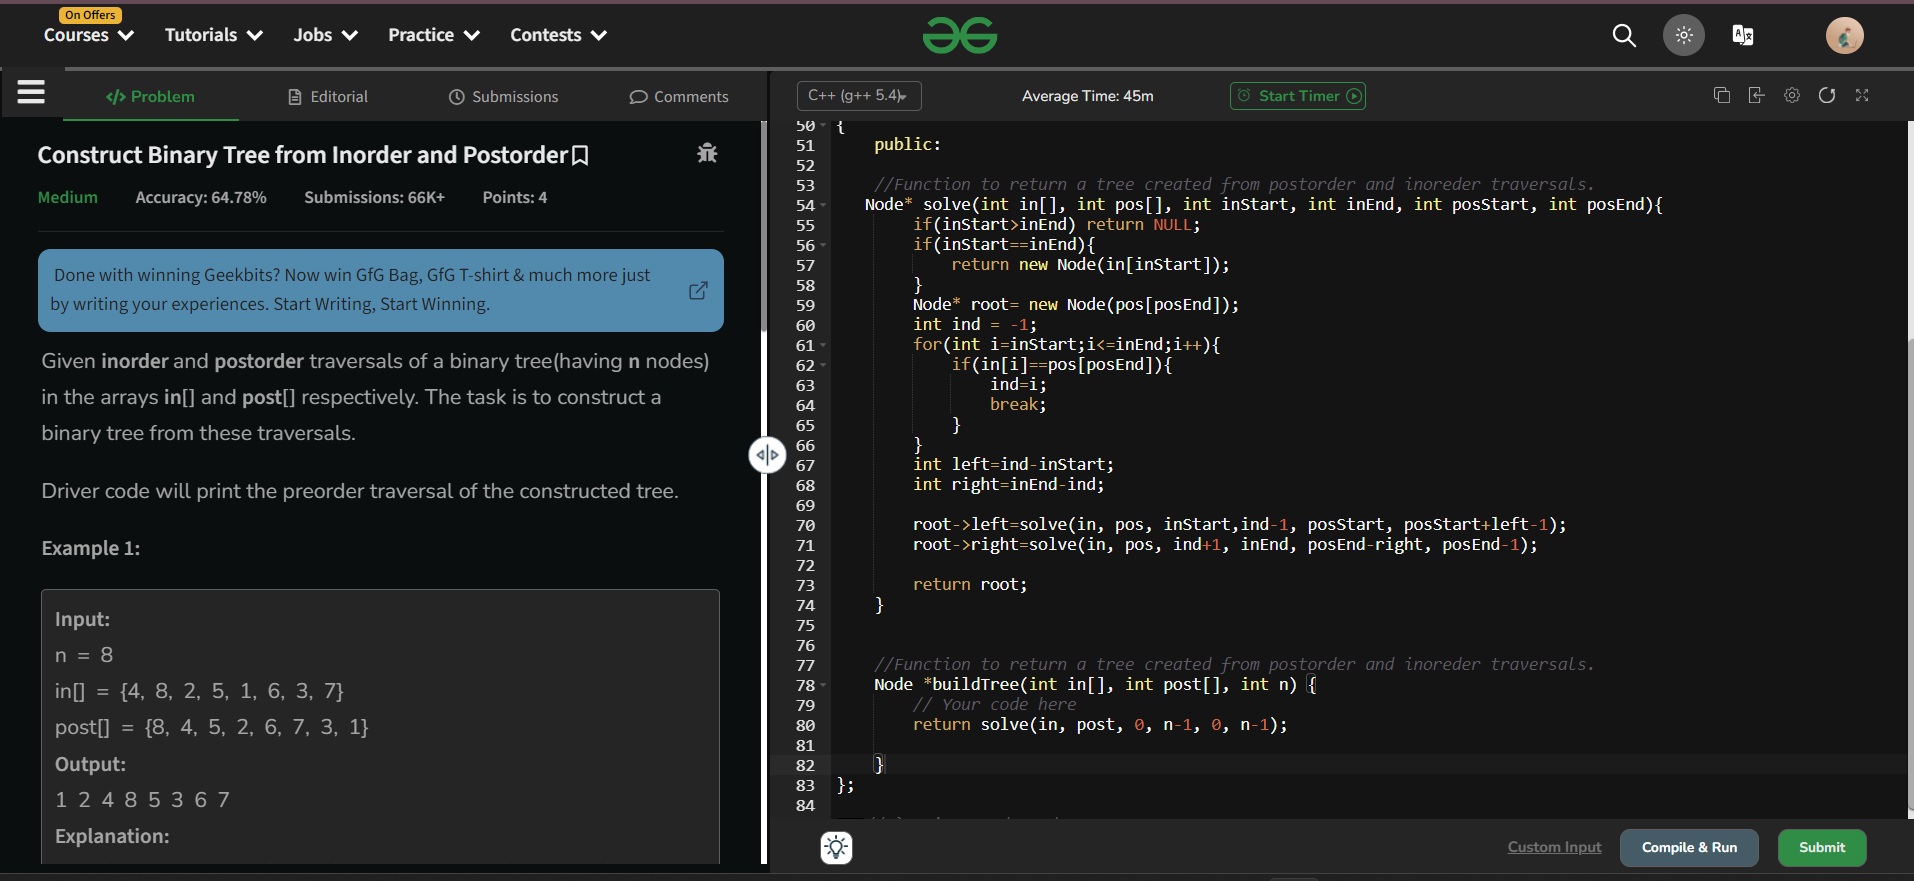 On Offers
Courses Tutorials Jobs Practice Contests
Problem Editorial Submissions Comments
C++ (g++ 5.4) Average Time: 45m Start Timer
Construct Binary Tree from Inorder and Postorder
Medium Accuracy: 64.78% Submissions: 66K+ Points: 4
Done with winning Geekbits? Now win GfG Bag, GfG T-shirt & much more just
by writing your experiences. Start Writing, Start Winning.
Given inorder and postorder traversals of a binary tree(having n nodes)
in the arrays in[] and post[] respectively. The task is to construct a
binary tree from these traversals.
Driver code will print the preorder traversal of the constructed tree.
Example 1:
Input:
n = 8
in[] = {4, 8, 2, 5, 1, 6, 3, 7}
post[] = {8, 4, 5, 2, 6, 7, 3, 1}
Output:
1 2 4 8 5 3 6 7
Explanation:
50 {
51 public:
52
53 //Function to return a tree created from postorder and inoreder traversals.
54 Node* solve(int in[], int pos[], int inStart, int inEnd, int posStart, int posEnd){
55 if(inStart>inEnd) return NULL;
56 if(inStart==inEnd){
57 return new Node(in[inStart]);
58 }
59 Node* root= new Node(pos[posEnd]);
60 int ind = -1;
61 for(int i=inStart;i<=inEnd;i++){
62 if(in[i]==pos[posEnd]){
63 ind=i;
64 break;
65 }
66 }
67 int left=ind-inStart;
68 int right=inEnd-ind;
69
70 root->left=solve(in, pos, inStart,ind-1, posStart, posStart+left-1);
71 root->right=solve(in, pos, ind+1, inEnd, posEnd-right, posEnd-1);
72
73 return root;
74 }
75
76
77 //Function to return a tree created from postorder and inoreder traversals.
78 Node *buildTree(int in[], int post[], int n) {
79 // Your code here
80 return solve(in, post, 0, n-1, 0, n-1);
81
82 }
83 };
84
Custom Input Compile & Run Submit